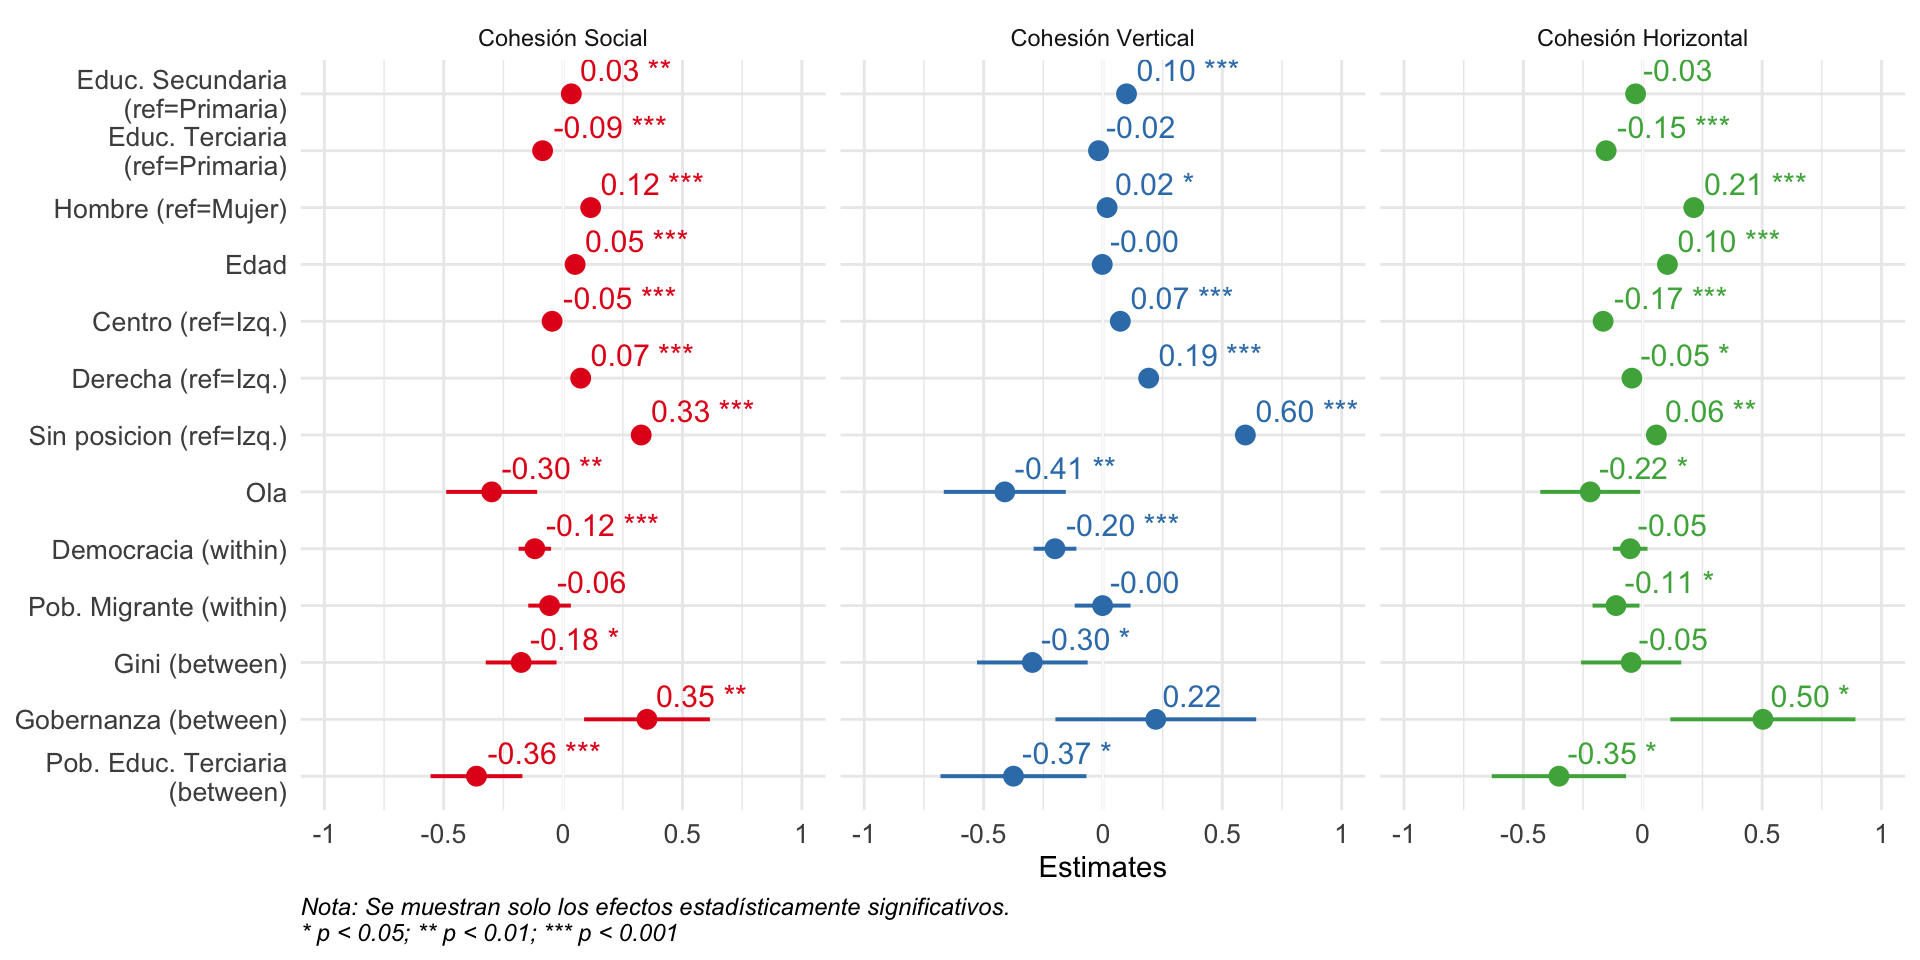 Cohesión Social
Cohesión Vertical
Cohesión Horizontal
Educ. Secundaria
(ref=Primaria)
0.03 **
0.10 ***
-0.03
Educ. Terciaria
(ref=Primaria)
-0.09 ***
-0.02
-0.15 ***
Hombre (ref=Mujer)
0.12 ***
0.02 *
0.21 ***
Edad
0.05 ***
-0.00
0.10 ***
Centro (ref=Izq.)
-0.05 ***
0.07 ***
-0.17 ***
Derecha (ref=Izq.)
0.07 ***
0.19 ***
-0.05 *
Sin posicion (ref=Izq.)
0.33 ***
0.60 ***
0.06 **
Ola
-0.30 **
-0.41 **
-0.22 *
Democracia (within)
-0.12 ***
-0.20 ***
-0.05
Pob. Migrante (within)
-0.06
-0.00
-0.11 *
Gini (between)
-0.18 *
-0.30 *
-0.05
Gobernanza (between)
0.35 **
0.22
0.50 *
Pob. Educ. Terciaria
(between)
-0.36 ***
-0.37 *
-0.35 *
-1 -0.5 0 0.5 1
-1 -0.5 0 0.5 1
-1 -0.5 0 0.5 1
Estimates
Nota: Se muestran solo los efectos estadísticamente significativos.
* p < 0.05; ** p < 0.01; *** p < 0.001